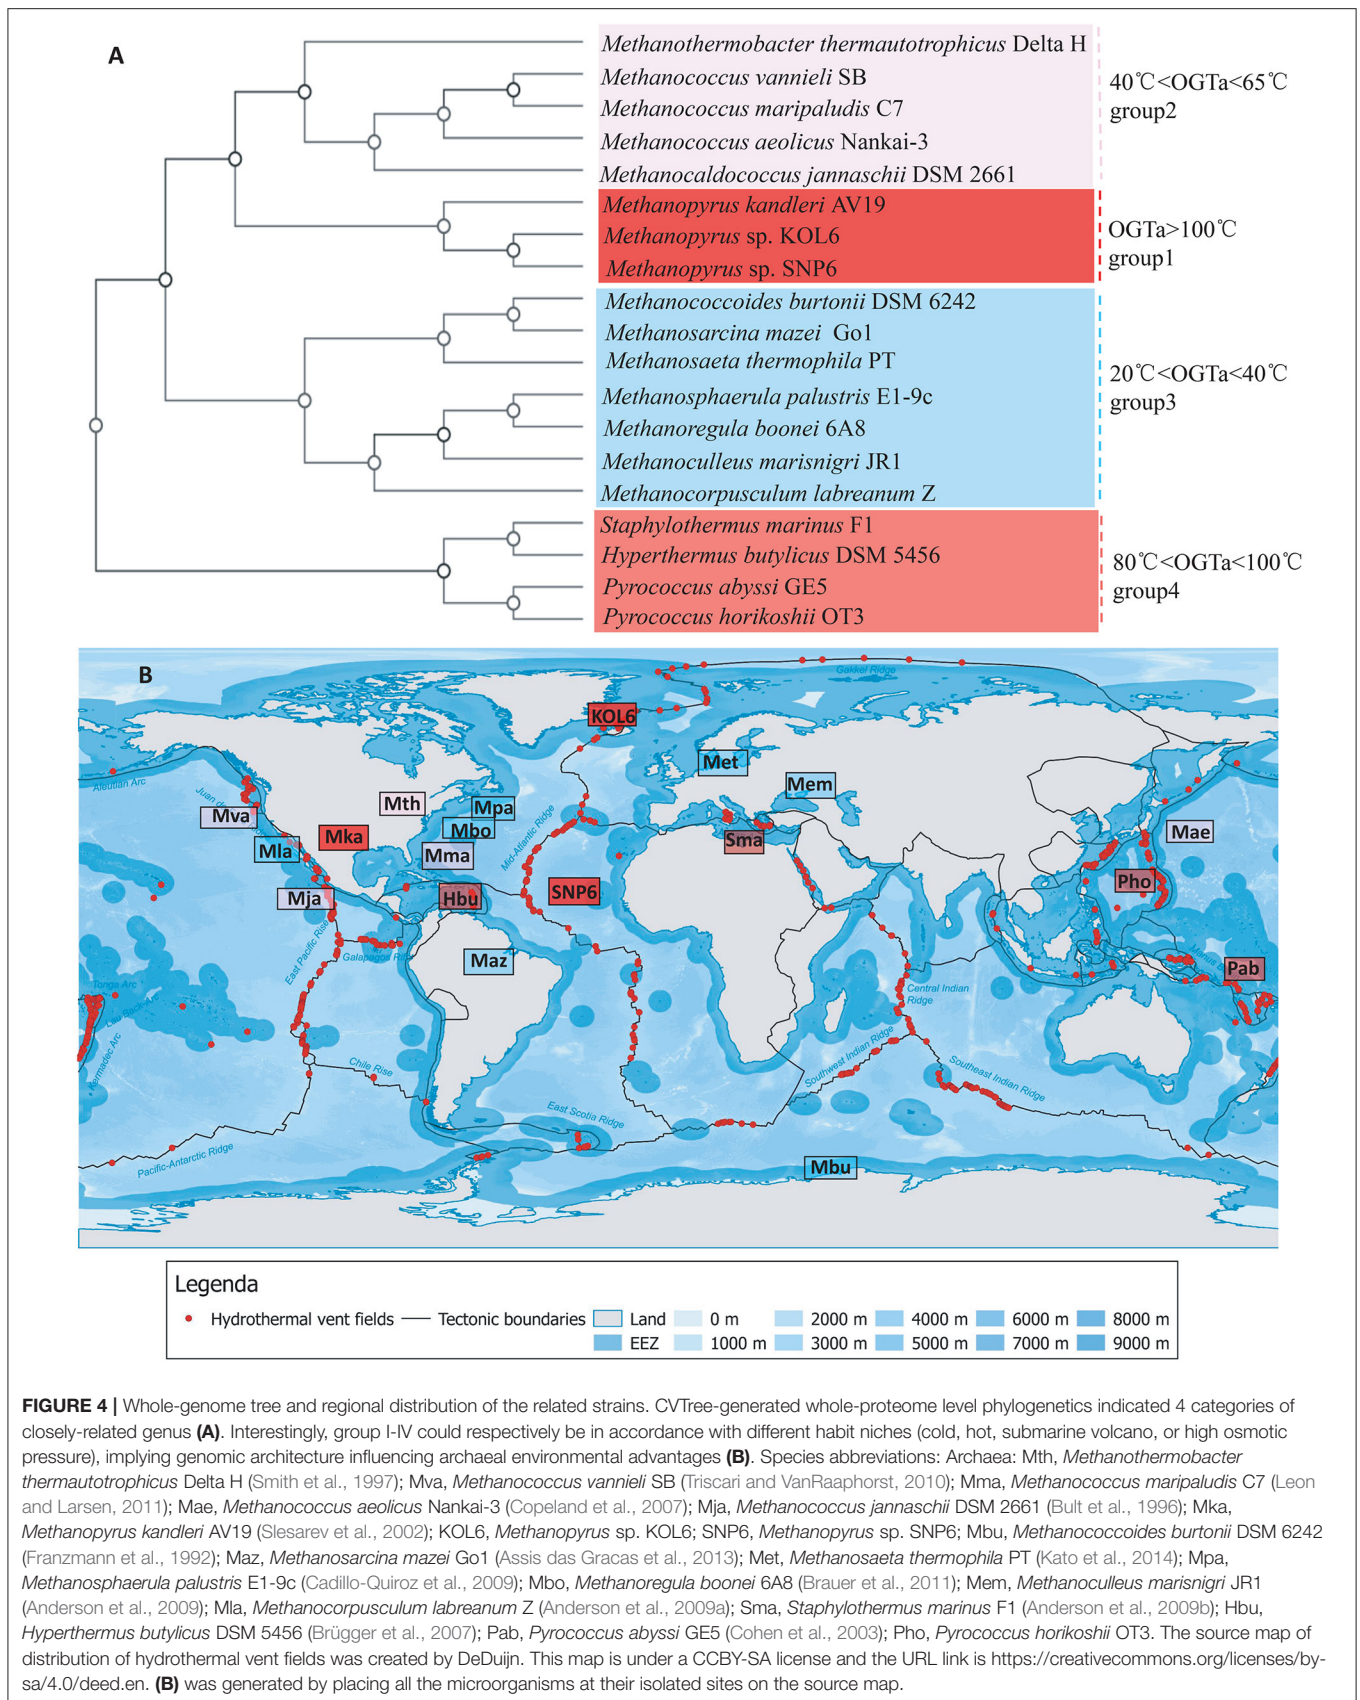 A
Methanothermobacter thermautotrophicus Delta H
Methanococcus vannieli SB
Methanococcus maripaludis C7
Methanococcus aeolicus Nankai-3
Methanocaldococcus jannaschii DSM 2661
40℃<OGTa<65℃
group2
Methanopyrus kandleri AV19
Methanopyrus sp. KOL6
Methanopyrus sp. SNP6
OGTa>100℃
group1
Methanococcoides burtonii DSM 6242
Methanosarcina mazei Go1
Methanosaeta thermophila PT
Methanosphaerula palustris E1-9c
Methanoregula boonei 6A8
Methanoculleus marisnigri JR1
Methanocorpusculum labreanum Z
20℃<OGTa<40℃
group3
Staphylothermus marinus F1
Hyperthermus butylicus DSM 5456
Pyrococcus abyssi GE5
Pyrococcus horikoshii OT3
80℃<OGTa<100℃
group4
B
Gakkel Ridge
KOL6
Met
Mem
Aleutian Arc
Juan de
Mva
Mth
Mpa
Mbo
Mka
Mla
Mma
Mid-Atlantic Ridge
Sma
Mae
Mja
Hbu
SNP6
Pho
East Pacific Rise
Galapagos Rift
Maz
Manus
Pab
Tonga Arc
Lau Back-Arc
Kermadec Arc
Central Indian
Ridge
Chile Rise
Southwest Indian Ridge
Southeast Indian Ridge
East Scotia Ridge
Pacific-Antarctic Ridge
Mbu
Legenda
Hydrothermal vent fields
Tectonic boundaries
Land
0 m
2000 m
4000 m
6000 m
8000 m
EEZ
1000 m
3000 m
5000 m
7000 m
9000 m
FIGURE 4 | Whole-genome tree and regional distribution of the related strains. CVTree-generated whole-proteome level phylogenetics indicated 4 categories of
closely-related genus (A). Interestingly, group I-IV could respectively be in accordance with different habit niches (cold, hot, submarine volcano, or high osmotic
pressure), implying genomic architecture influencing archaeal environmental advantages (B). Species abbreviations: Archaea: Mth, Methanothermobacter
thermautotrophicus Delta H (Smith et al., 1997); Mva, Methanococcus vannieli SB (Triscari and VanRaaphorst, 2010); Mma, Methanococcus maripaludis C7 (Leon
and Larsen, 2011); Mae, Methanococcus aeolicus Nankai-3 (Copeland et al., 2007); Mja, Methanococcus jannaschii DSM 2661 (Bult et al., 1996); Mka,
Methanopyrus kandleri AV19 (Slesarev et al., 2002); KOL6, Methanopyrus sp. KOL6; SNP6, Methanopyrus sp. SNP6; Mbu, Methanococcoides burtonii DSM 6242
(Franzmann et al., 1992); Maz, Methanosarcina mazei Go1 (Assis das Gracas et al., 2013); Met, Methanosaeta thermophila PT (Kato et al., 2014); Mpa,
Methanosphaerula palustris E1-9c (Cadillo-Quiroz et al., 2009); Mbo, Methanoregula boonei 6A8 (Brauer et al., 2011); Mem, Methanoculleus marisnigri JR1
(Anderson et al., 2009); Mla, Methanocorpusculum labreanum Z (Anderson et al., 2009a); Sma, Staphylothermus marinus F1 (Anderson et al., 2009b); Hbu,
Hyperthermus butylicus DSM 5456 (Brügger et al., 2007); Pab, Pyrococcus abyssi GE5 (Cohen et al., 2003); Pho, Pyrococcus horikoshii OT3. The source map of
distribution of hydrothermal vent fields was created by DeDuijn. This map is under a CCBY-SA license and the URL link is https://creativecommons.org/licenses/by-
sa/4.0/deed.en. (B) was generated by placing all the microorganisms at their isolated sites on the source map.